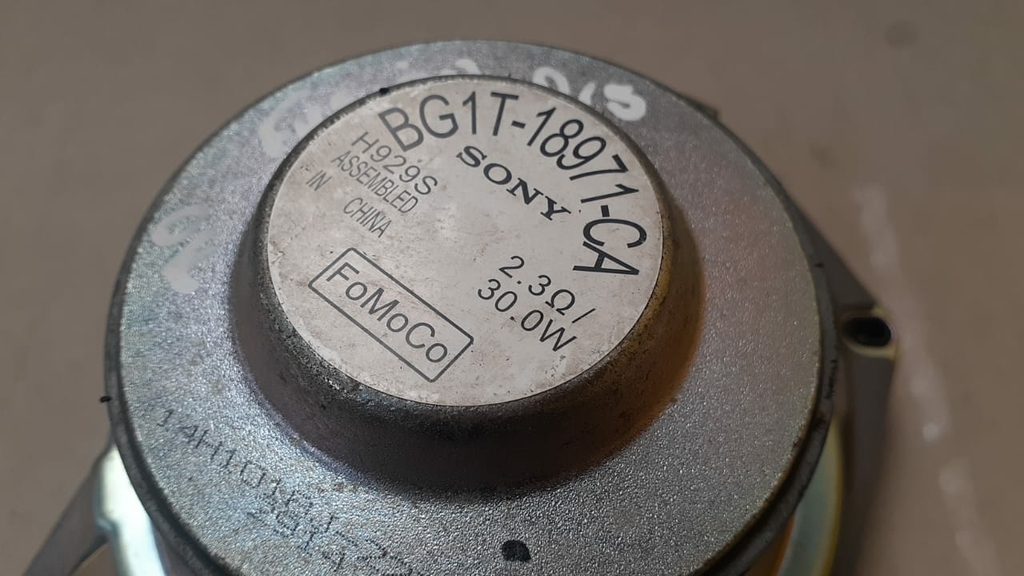 BG1T-18971-CA
SONY
H929S
ASSEMBLED
IN
CHINA
2.3Ω/
30.0W
FoMoCo